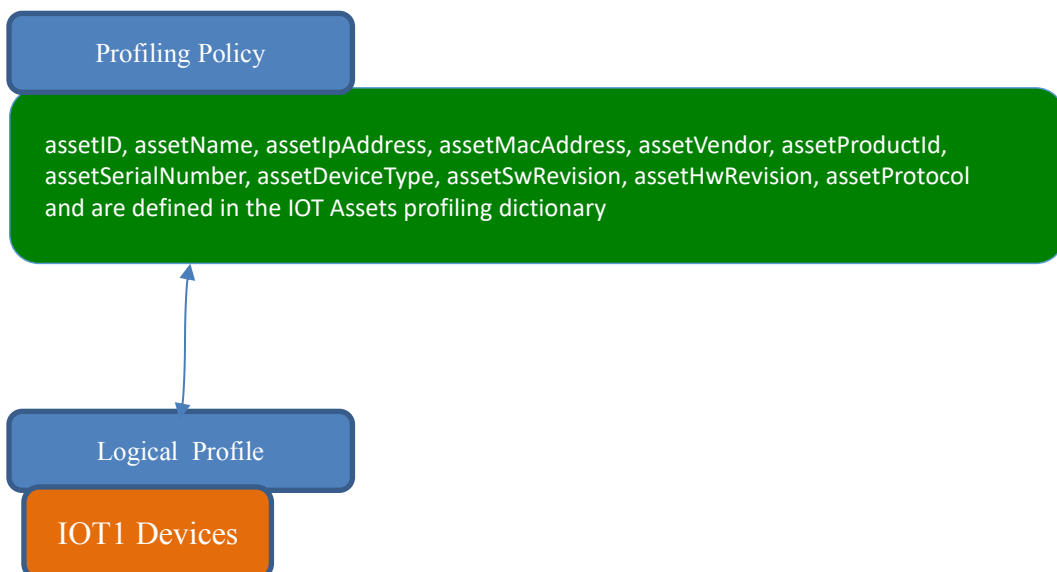 Profiling Policy
assetID, assetName, assetIpAddress, assetMacAddress, assetVendor, assetProductId,
assetSerialNumber, assetDeviceType, assetSwRevision, assetHwRevision, assetProtocol
and are defined in the IOT Assets profiling dictionary
Logical Profile
IOT1 Devices